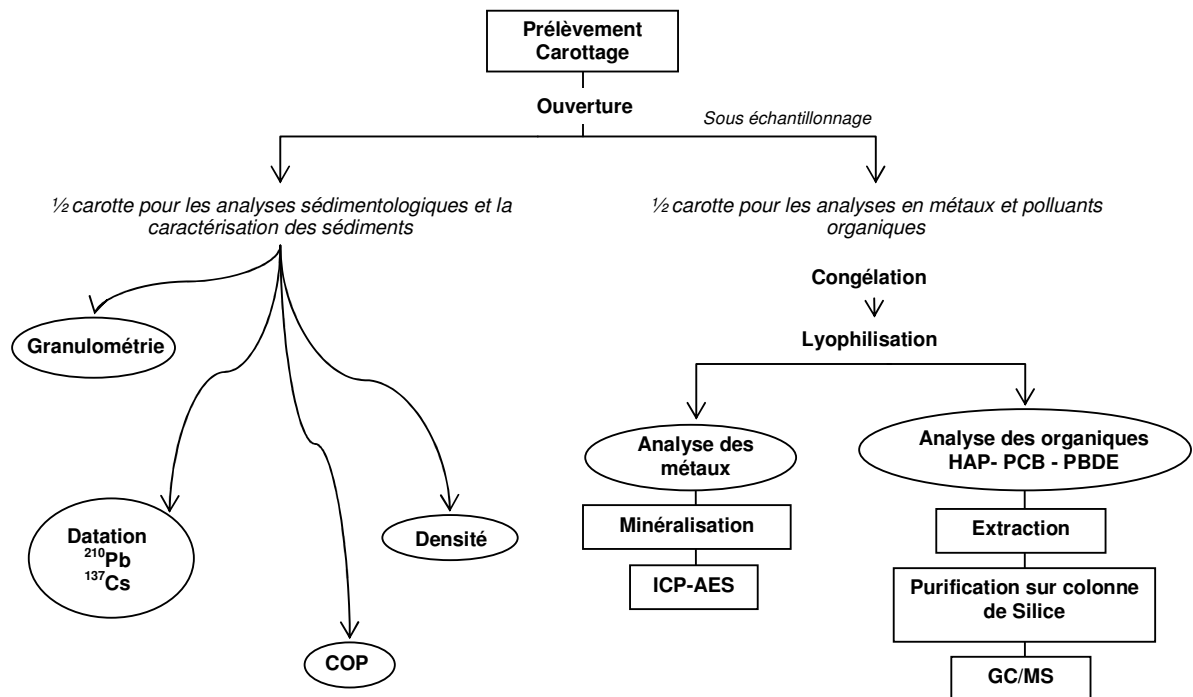 Prélèvement
Carottage
Ouverture
Sous échantillonnage
½ carotte pour les analyses sédimentologiques et la
caractérisation des sédiments
½ carotte pour les analyses en métaux et polluants
organiques
Congélation
Lyophilisation
Granulométrie
Datation
²¹⁰Pb
¹³⁷Cs
COP
Densité
Analyse des
métaux
Minéralisation
ICP-AES
Analyse des organiques
HAP- PCB - PBDE
Extraction
Purification sur colonne
de Silice
GC/MS